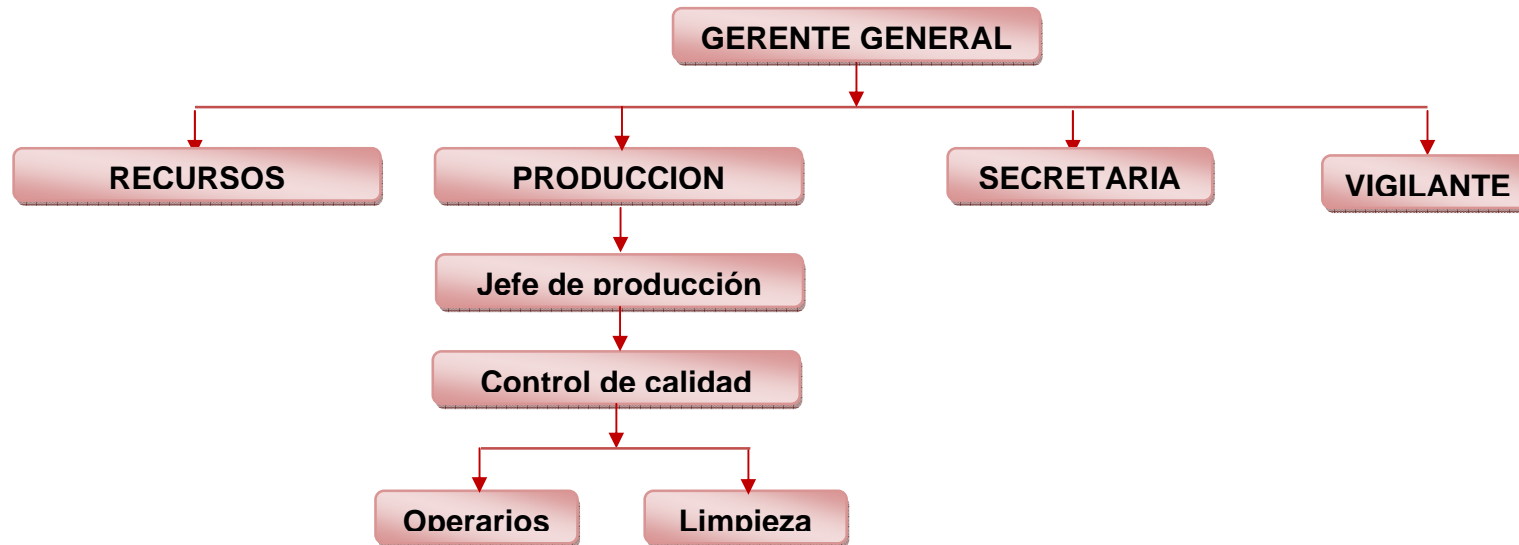 GERENTE GENERAL
RECURSOS
PRODUCCION
SECRETARIA
VIGILANTE
Jefe de producción
Control de calidad
Operarios
Limpieza